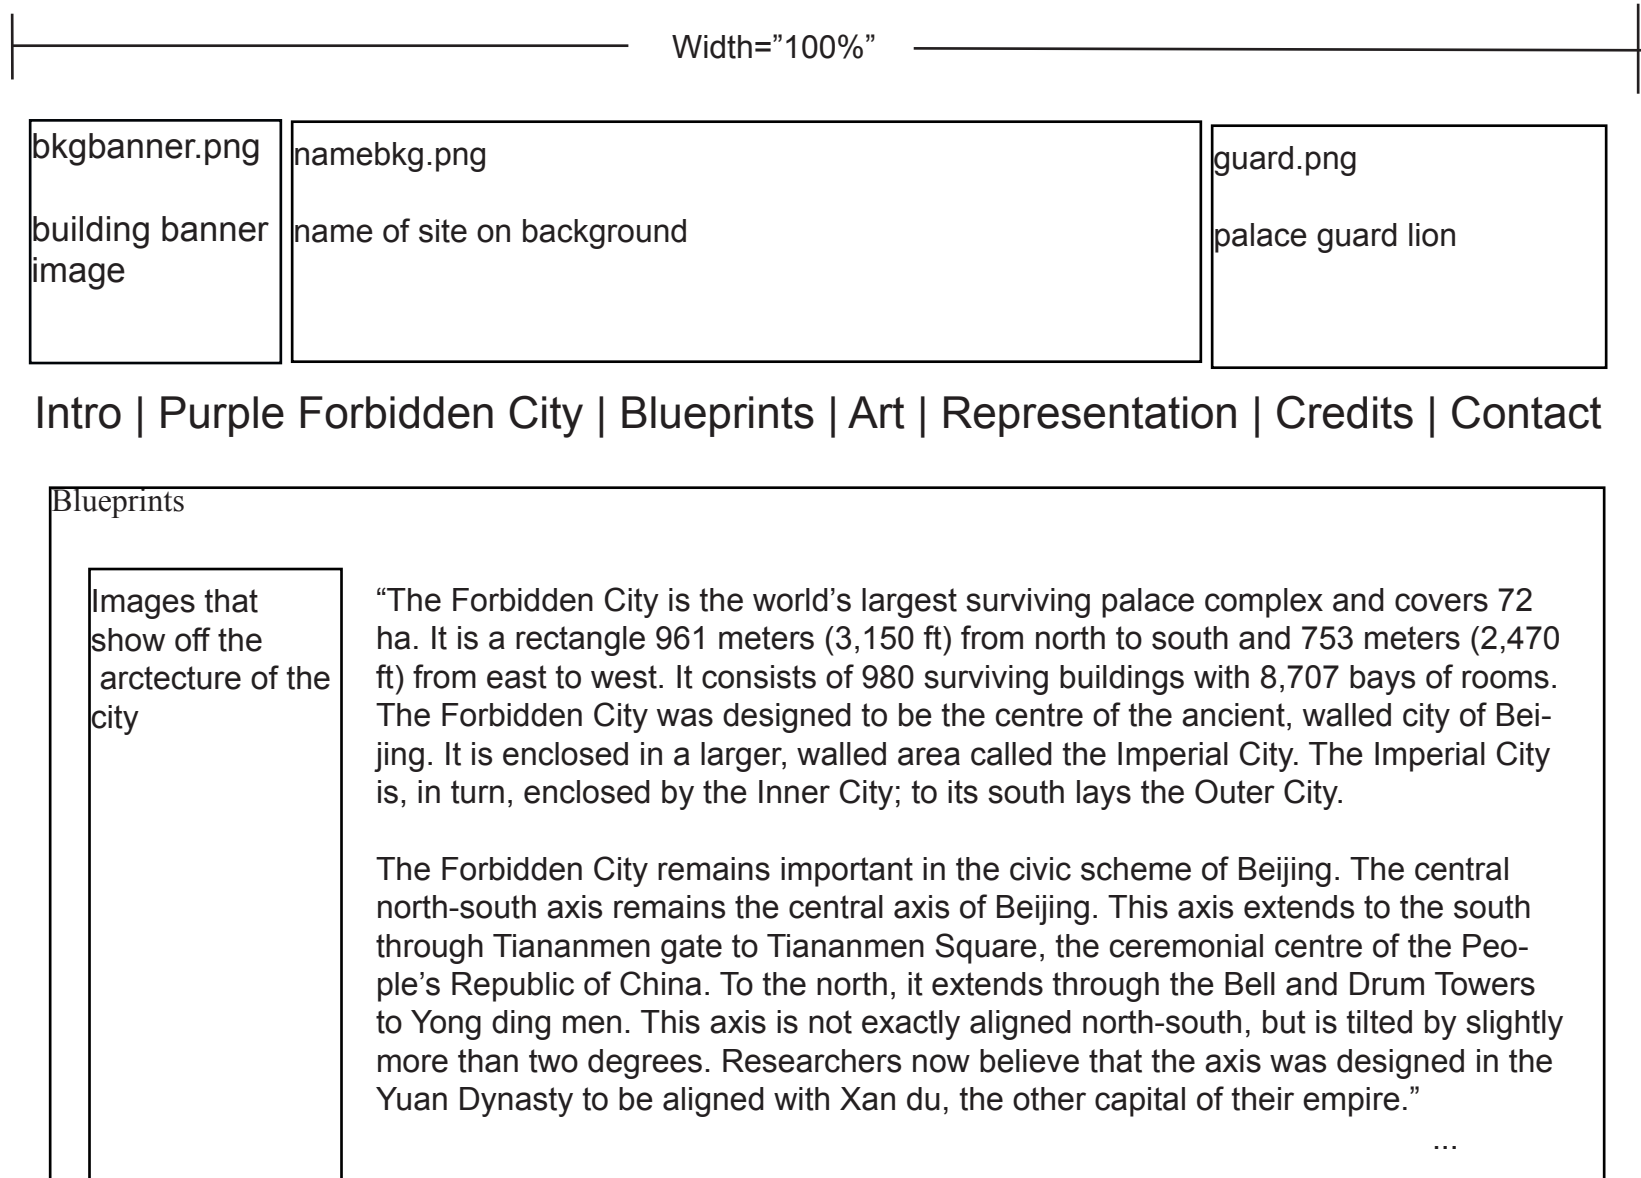 Width=”100%”
bkgbanner.png
building banner
image
namebkg.png
name of site on background
guard.png
palace guard lion
Intro | Purple Forbidden City | Blueprints | Art | Representation | Credits | Contact
Blueprints
Images that
show off the
arctecture of the
city
“The Forbidden City is the world’s largest surviving palace complex and covers 72
ha. It is a rectangle 961 meters (3,150 ft) from north to south and 753 meters (2,470
ft) from east to west. It consists of 980 surviving buildings with 8,707 bays of rooms.
The Forbidden City was designed to be the centre of the ancient, walled city of Bei-
jing. It is enclosed in a larger, walled area called the Imperial City. The Imperial City
is, in turn, enclosed by the Inner City; to its south lays the Outer City.
The Forbidden City remains important in the civic scheme of Beijing. The central
north-south axis remains the central axis of Beijing. This axis extends to the south
through Tiananmen gate to Tiananmen Square, the ceremonial centre of the Peo-
ple’s Republic of China. To the north, it extends through the Bell and Drum Towers
to Yong ding men. This axis is not exactly aligned north-south, but is tilted by slightly
more than two degrees. Researchers now believe that the axis was designed in the
Yuan Dynasty to be aligned with Xan du, the other capital of their empire.”
...